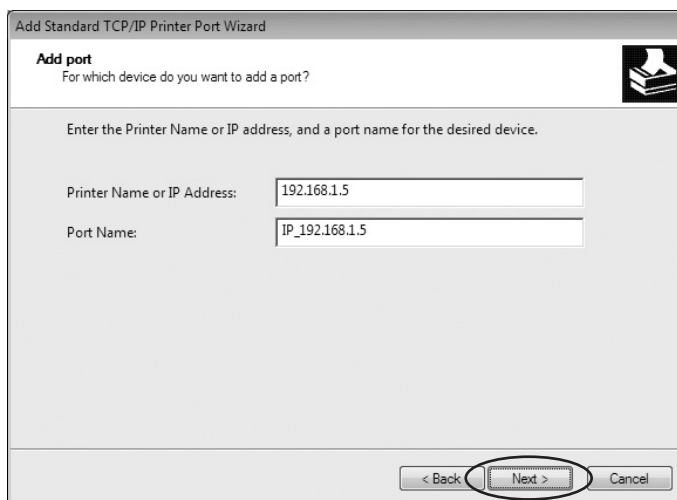 Add Standard TCP/IP Printer Port Wizard
Add port
For which device do you want to add a port?
Enter the Printer Name or IP address, and a port name for the desired device.
Printer Name or IP Address: 192.168.1.5
Port Name: IP_192.168.1.5
< Back Next > Cancel